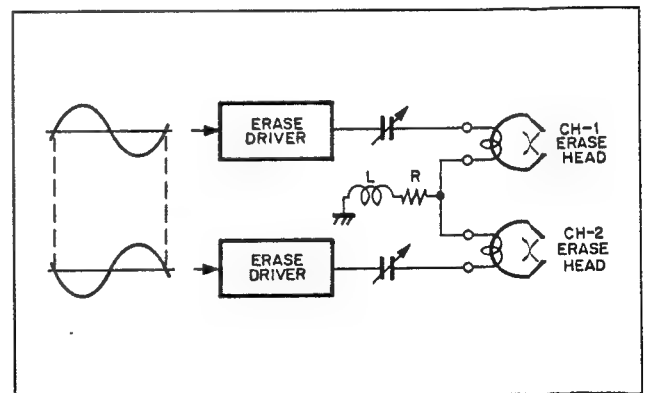 ERASE
DRIVER
CH-1
ERASE
HEAD
L
R
ERASE
DRIVER
CH-2
ERASE
HEAD